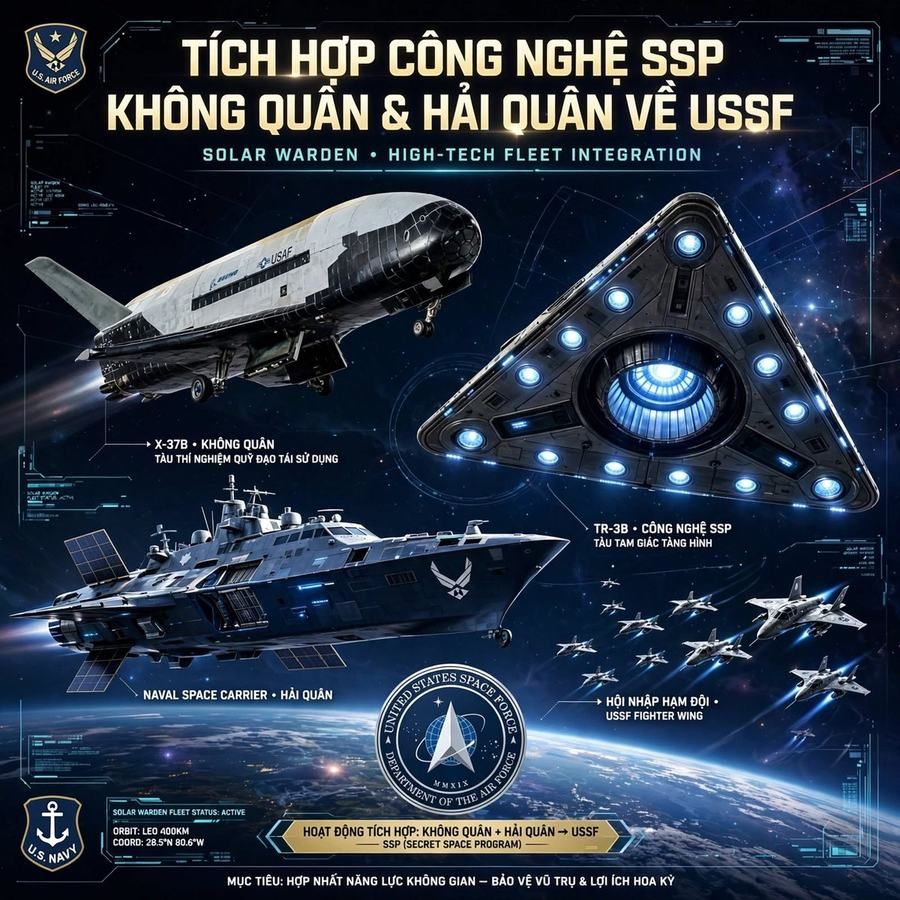 U.S. AIR FORCE
TÍCH HỢP CÔNG NGHỆ SSP
KHÔNG QUÂN & HẢI QUÂN VỀ USSF
SOLAR WARDEN • HIGH-TECH FLEET INTEGRATION
BOEING
USAF
X-37B • KHÔNG QUÂN
TÀU THÍ NGHIỆM QUỸ ĐẠO TÁI SỬ DỤNG
TR-3B • CÔNG NGHỆ SSP
TÀU TAM GIÁC TÀNG HÌNH
NAVAL SPACE CARRIER • HẢI QUÂN
HỘI NHẬP HẠM ĐỘI •
USSF FIGHTER WING
UNITED STATES SPACE FORCE
MMXIX
DEPARTMENT OF THE AIR FORCE
U.S. NAVY
SOLAR WARDEN FLEET STATUS: ACTIVE
ORBIT: LEO 400KM
COORD: 28.5°N 80.6°W
HOẠT ĐỘNG TÍCH HỢP: KHÔNG QUÂN + HẢI QUÂN → USSF
SSP (SECRET SPACE PROGRAM)
MỤC TIÊU: HỢP NHẤT NĂNG LỰC KHÔNG GIAN — BẢO VỆ VŨ TRỤ & LỢI ÍCH HOA KỲ